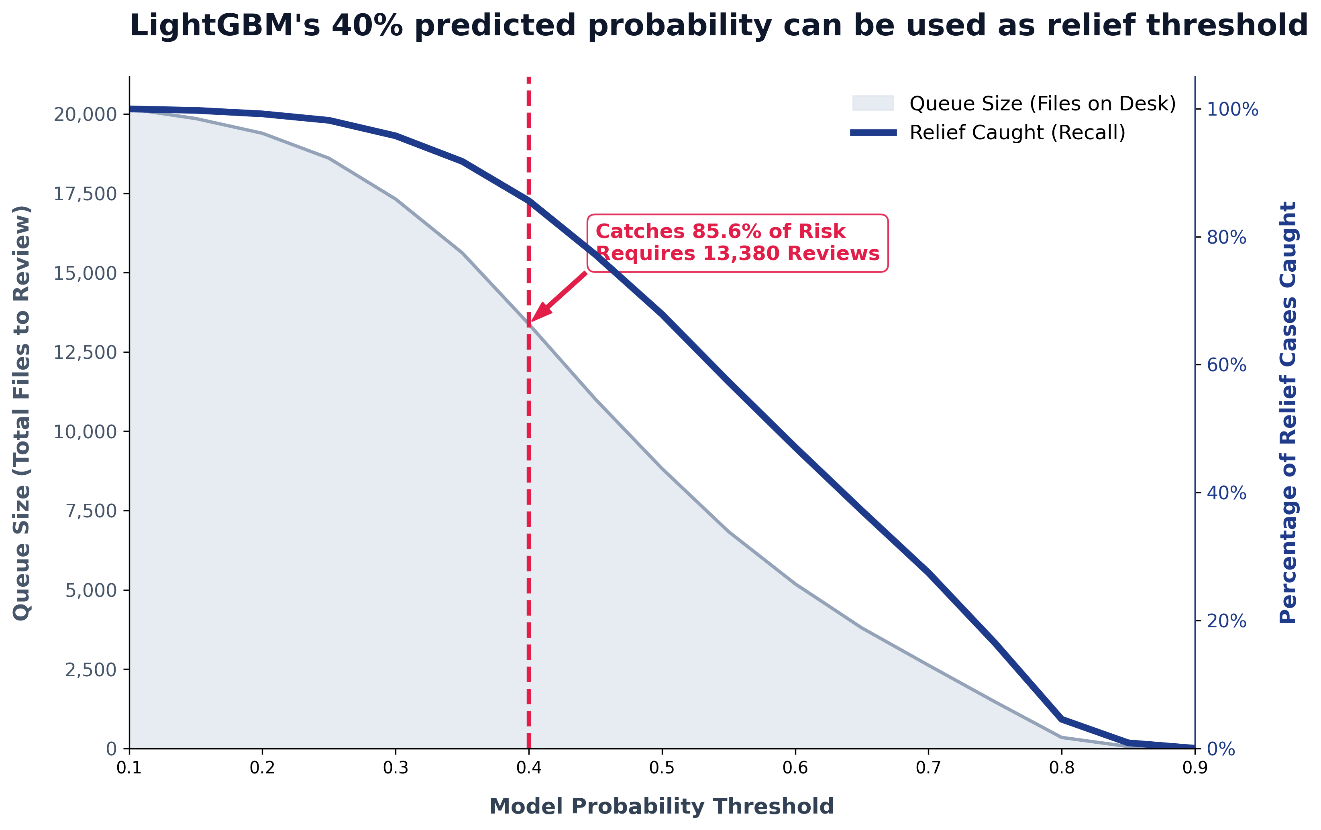 LightGBM's 40% predicted probability can be used as relief threshold
Queue Size (Files on Desk)
Relief Caught (Recall)
Catches 85.6% of Risk
Requires 13,380 Reviews
Queue Size (Total Files to Review)
20,000
17,500
15,000
12,500
10,000
7,500
5,000
2,500
0
100%
80%
60%
40%
20%
0%
Percentage of Relief Cases Caught
0.1 0.2 0.3 0.4 0.5 0.6 0.7 0.8 0.9
Model Probability Threshold